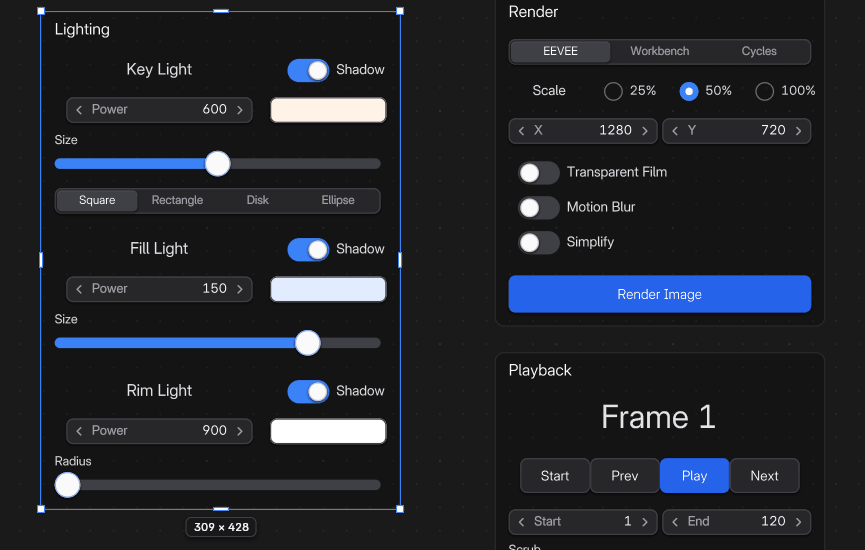 Lighting
Key Light Shadow
Power 600
Size
Square Rectangle Disk Ellipse
Fill Light Shadow
Power 150
Size
Rim Light Shadow
Power 900
Radius
309 × 428
Render
EEVEE Workbench Cycles
Scale 25% 50% 100%
X 1280 Y 720
Transparent Film
Motion Blur
Simplify
Render Image
Playback
Frame 1
Start Prev Play Next
Start 1 End 120
Scrub